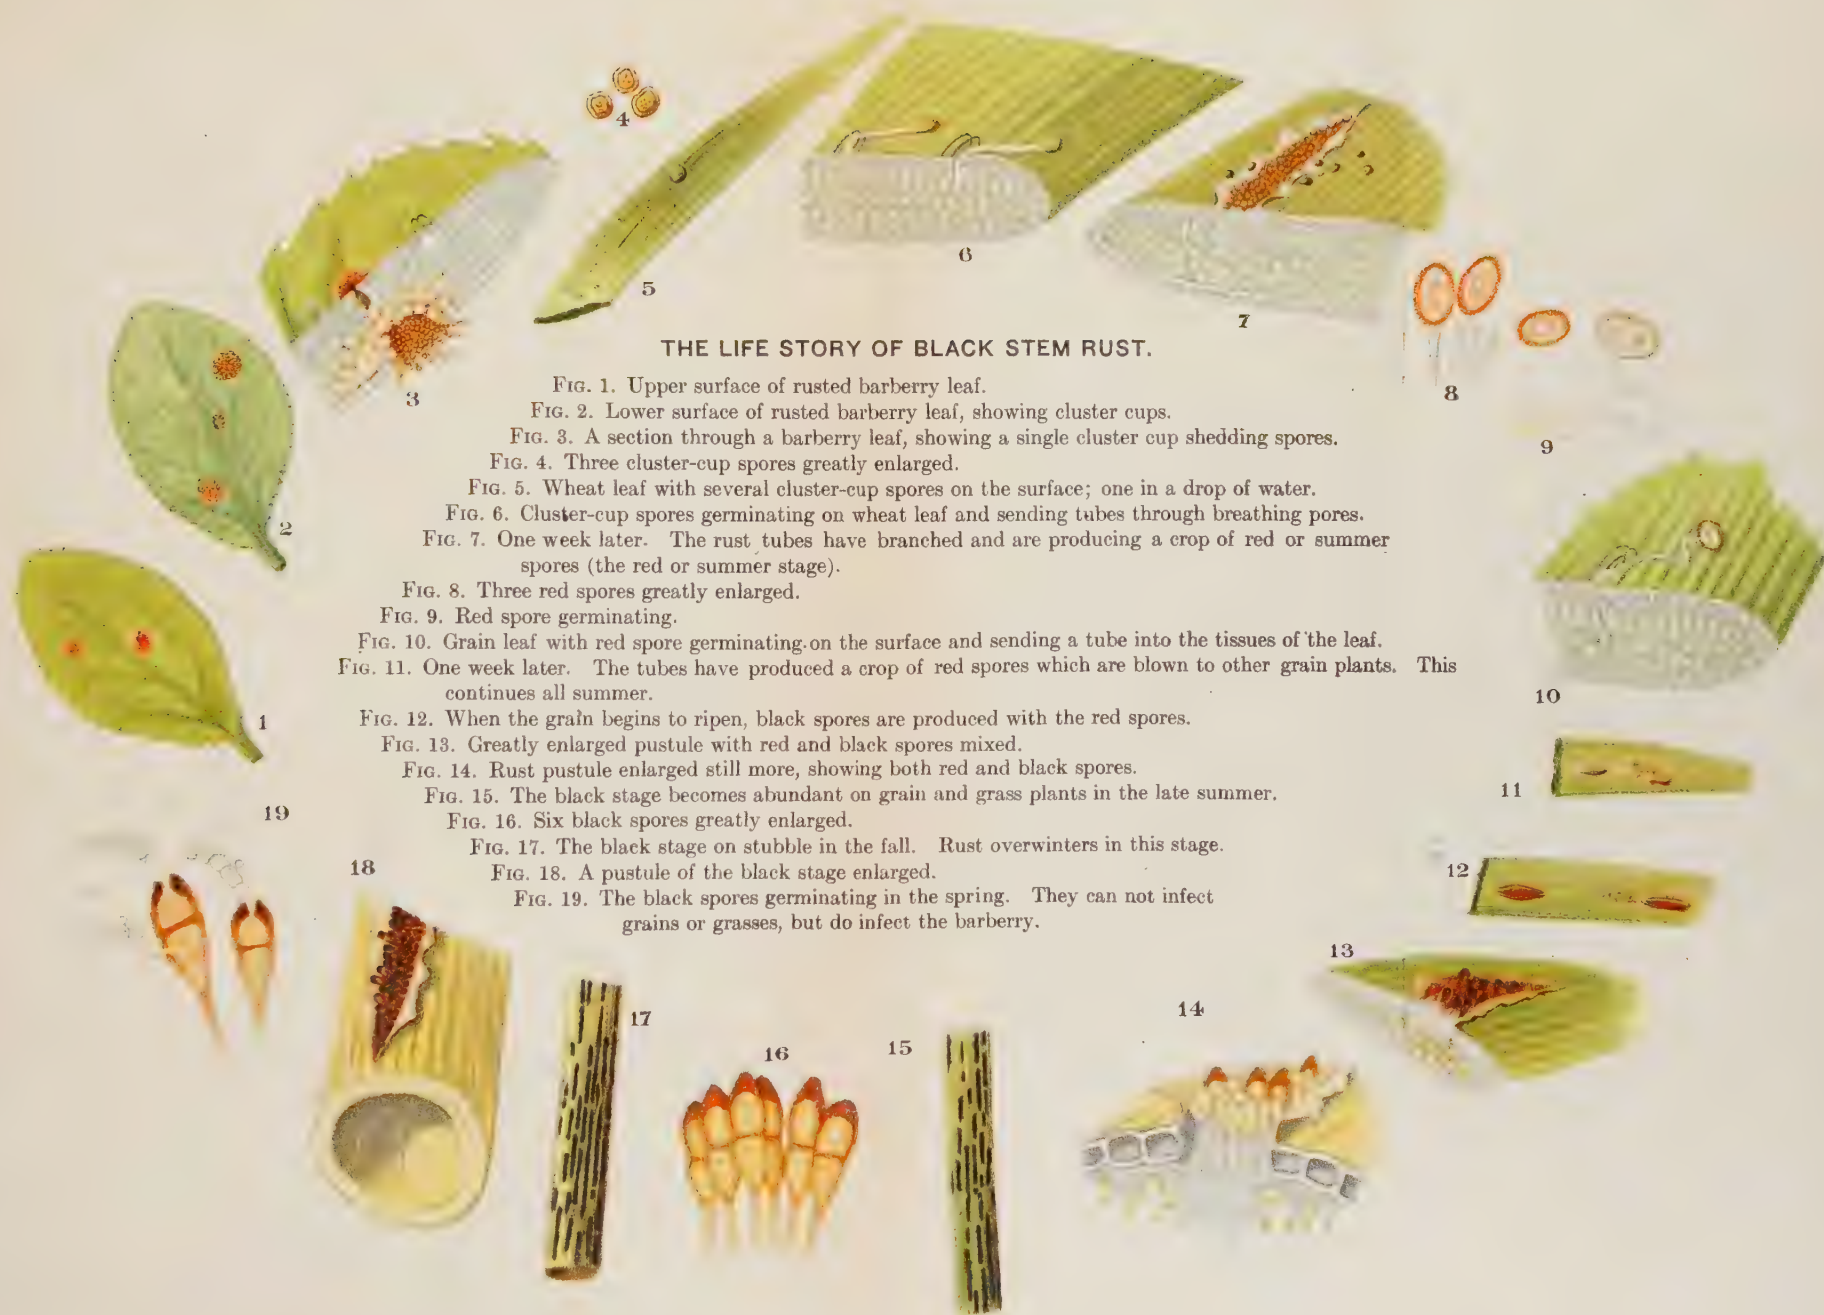 4
6
5
7
THE LIFE STORY OF BLACK STEM RUST.
3
8
FIG. 1. Upper surface of rusted barberry leaf.
FIG. 2. Lower surface of rusted barberry leaf, showing cluster cups.
FIG. 3. A section through a barberry leaf, showing a single cluster cup shedding spores.
9
FIG. 4. Three cluster-cup spores greatly enlarged.
FIG. 5. Wheat leaf with several cluster-cup spores on the surface; one in a drop of water.
2
FIG. 6. Cluster-cup spores germinating on wheat leaf and sending tubes through breathing pores.
FIG. 7. One week later. The rust tubes have branched and are producing a crop of red or summer
spores (the red or summer stage).
FIG. 8. Three red spores greatly enlarged.
FIG. 9. Red spore germinating.
FIG. 10. Grain leaf with red spore germinating on the surface and sending a tube into the tissues of the leaf.
FIG. 11. One week later. The tubes have produced a crop of red spores which are blown to other grain plants. This
continues all summer.
10
1
FIG. 12. When the grain begins to ripen, black spores are produced with the red spores.
FIG. 13. Greatly enlarged pustule with red and black spores mixed.
FIG. 14. Rust pustule enlarged still more, showing both red and black spores.
11
FIG. 15. The black stage becomes abundant on grain and grass plants in the late summer.
19
FIG. 16. Six black spores greatly enlarged.
FIG. 17. The black stage on stubble in the fall. Rust overwinters in this stage.
18
FIG. 18. A pustule of the black stage enlarged.
12
FIG. 19. The black spores germinating in the spring. They can not infect
grains or grasses, but do infect the barberry.
13
14
17
15
16